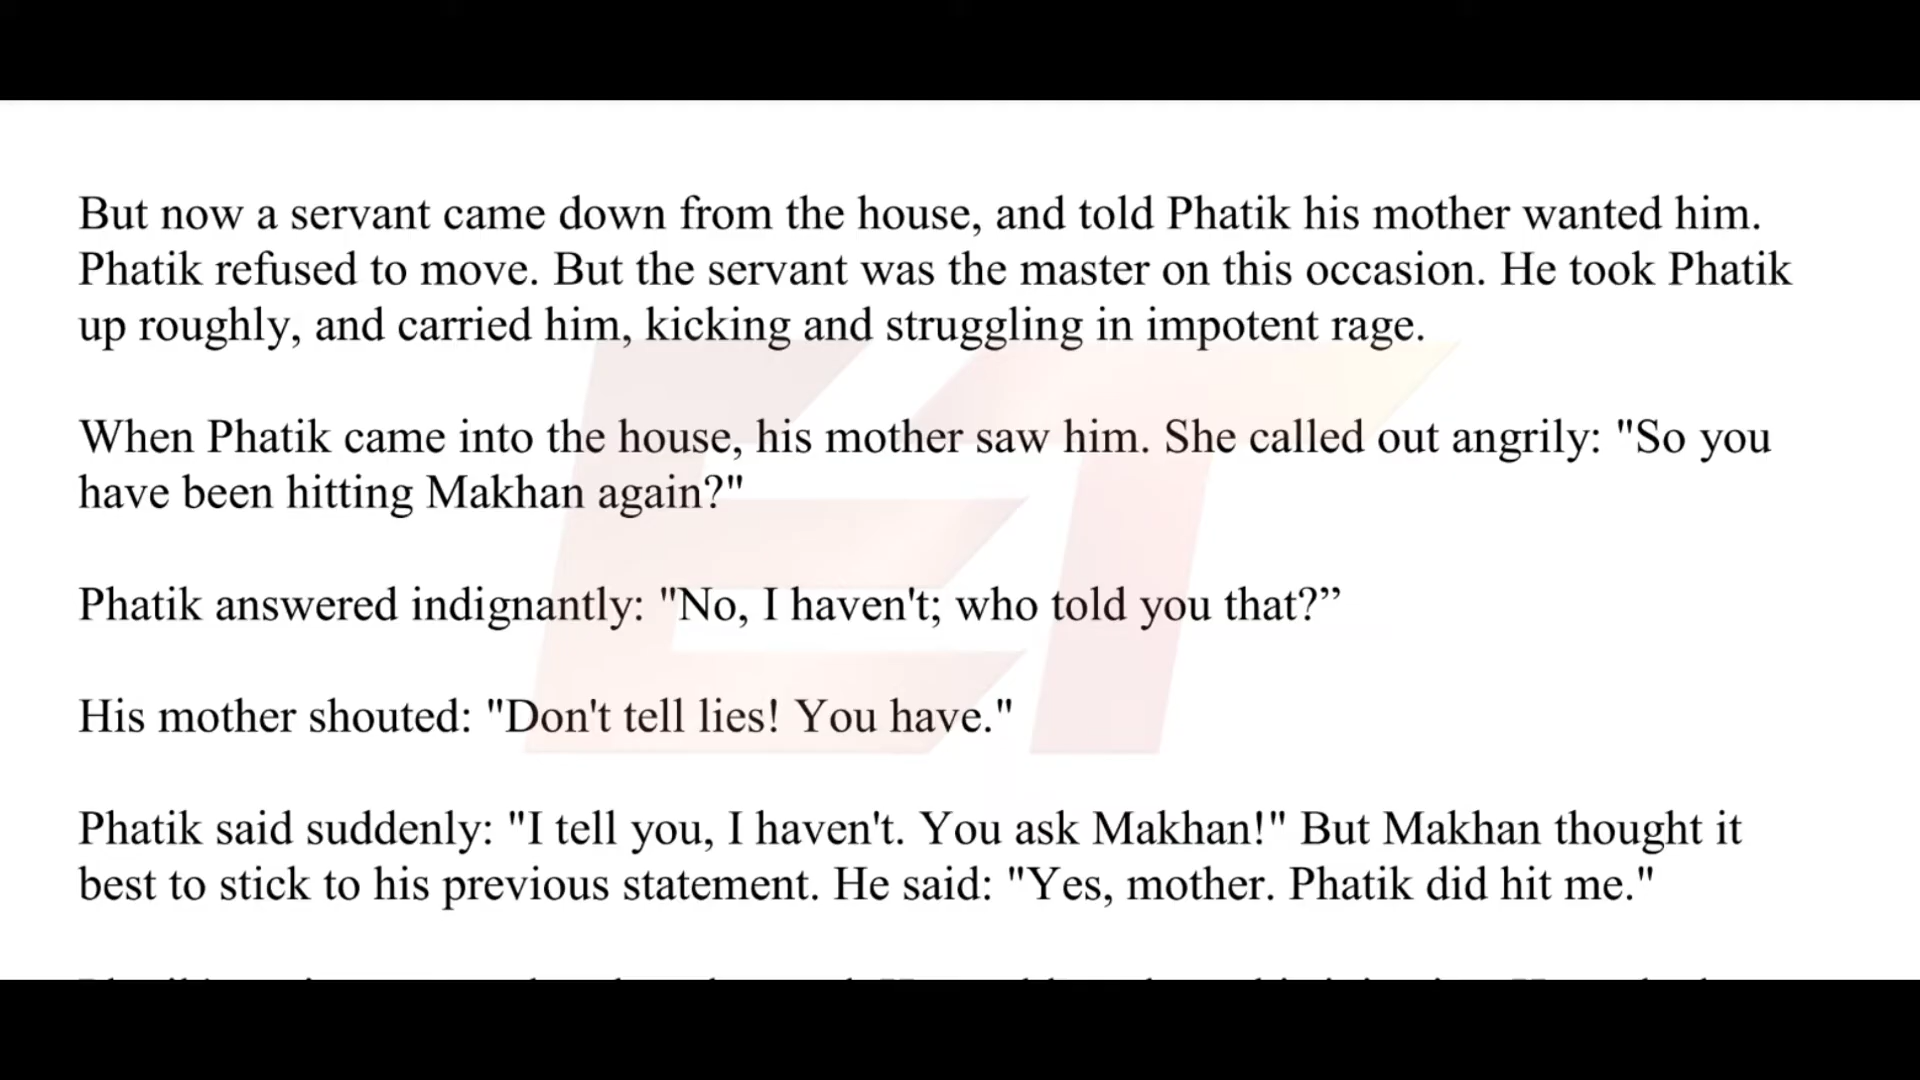 But now a servant came down from the house, and told Phatik his mother wanted him.
Phatik refused to move. But the servant was the master on this occasion. He took Phatik
up roughly, and carried him, kicking and struggling in impotent rage.
When Phatik came into the house, his mother saw him. She called out angrily: "So you
have been hitting Makhan again?"
Phatik answered indignantly: "No, I haven't; who told you that?”
His mother shouted: "Don't tell lies! You have."
Phatik said suddenly: "I tell you, I haven't. You ask Makhan!" But Makhan thought it
best to stick to his previous statement. He said: "Yes, mother. Phatik did hit me."
ET